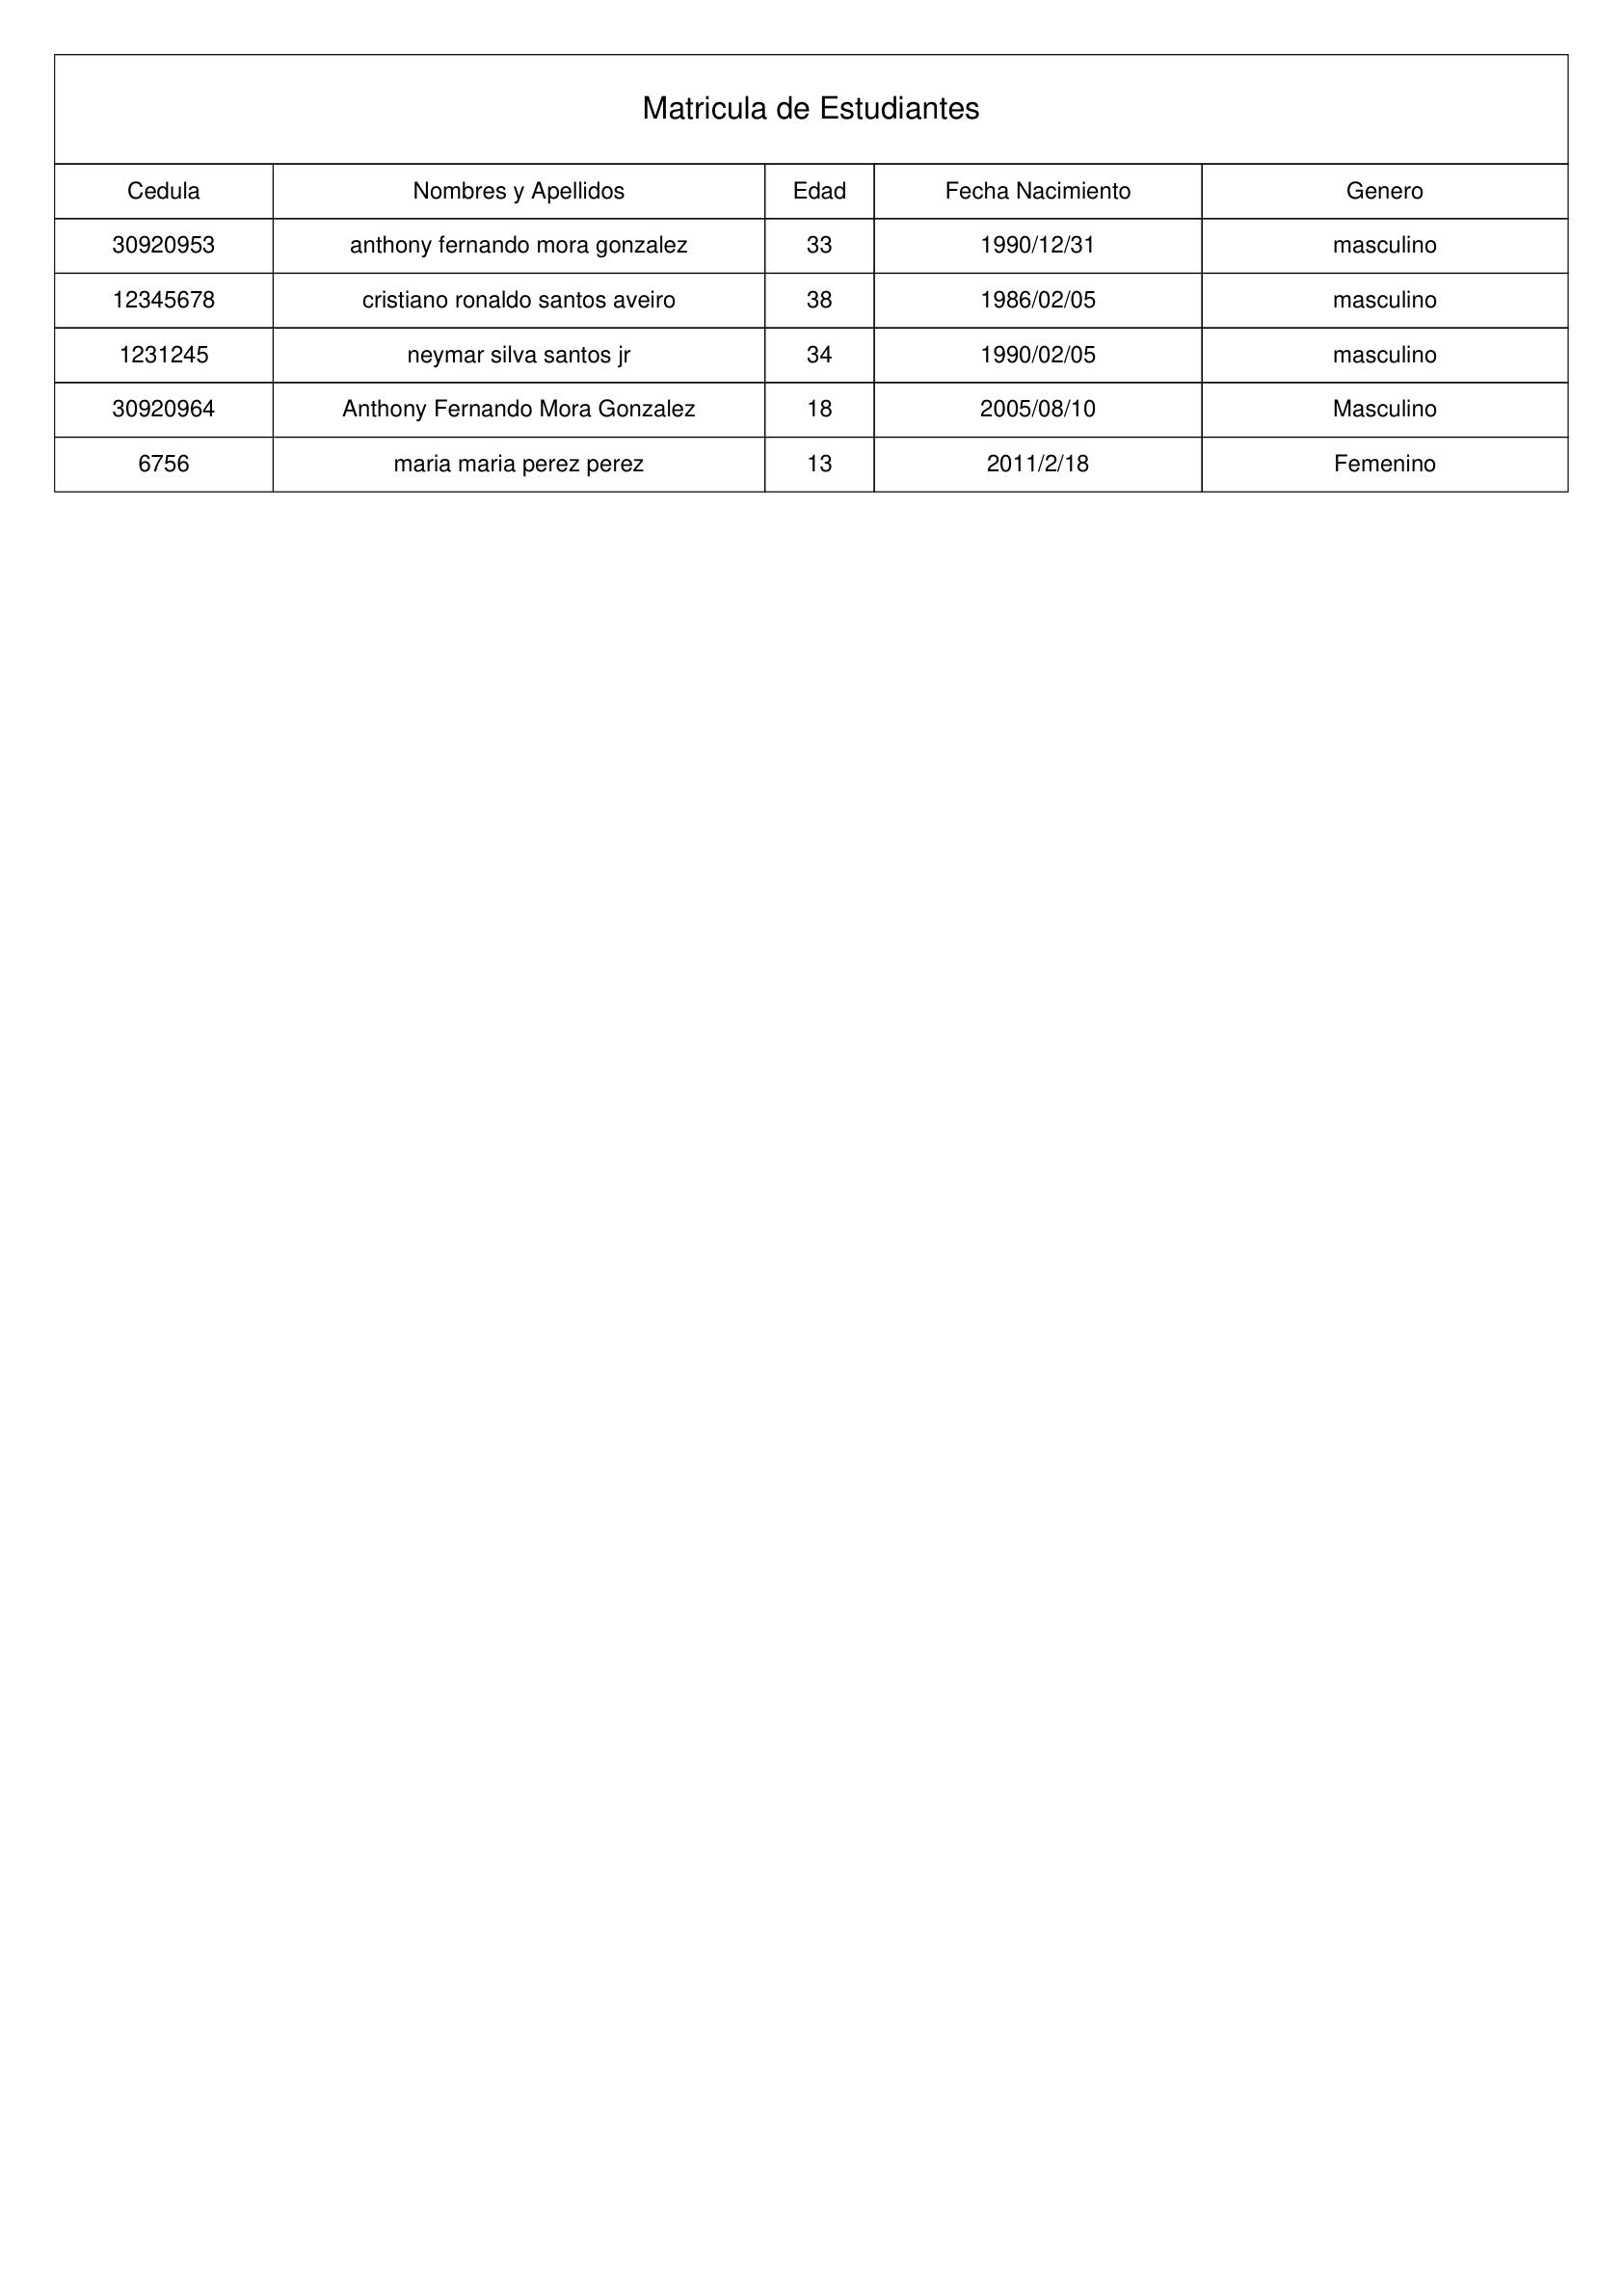 Matricula de Estudiantes
Cedula Nombres y Apellidos Edad Fecha Nacimiento Genero
30920953 anthony fernando mora gonzalez 33 1990/12/31 masculino
12345678 cristiano ronaldo santos aveiro 38 1986/02/05 masculino
1231245 neymar silva santos jr 34 1990/02/05 masculino
30920964 Anthony Fernando Mora Gonzalez 18 2005/08/10 Masculino
6756 maria maria perez perez 13 2011/2/18 Femenino